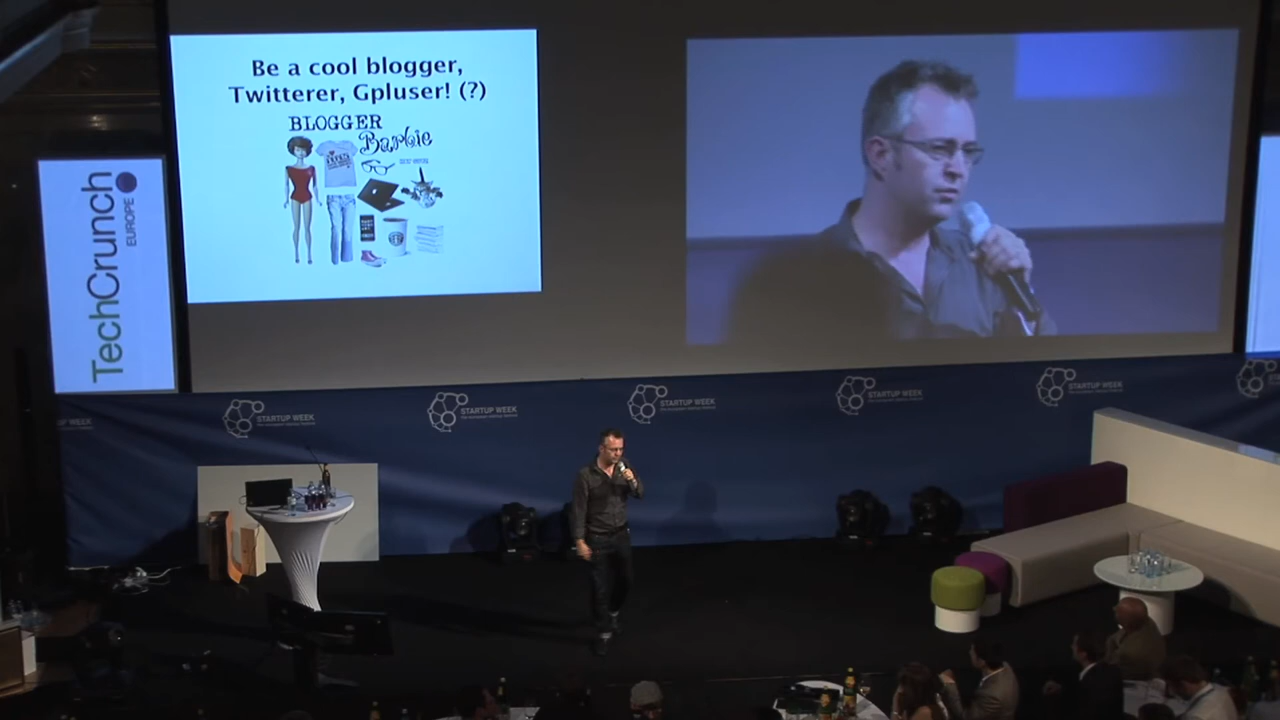 Be a cool blogger,
Twitterer, Gpluser! (?)
BLOGGER
Barbie
TechCrunch
EUROPE
WEEK
STARTUP WEEK
STARTUP WEEK
STARTUP WEEK
STARTUP WEEK
STARTUP WEEK